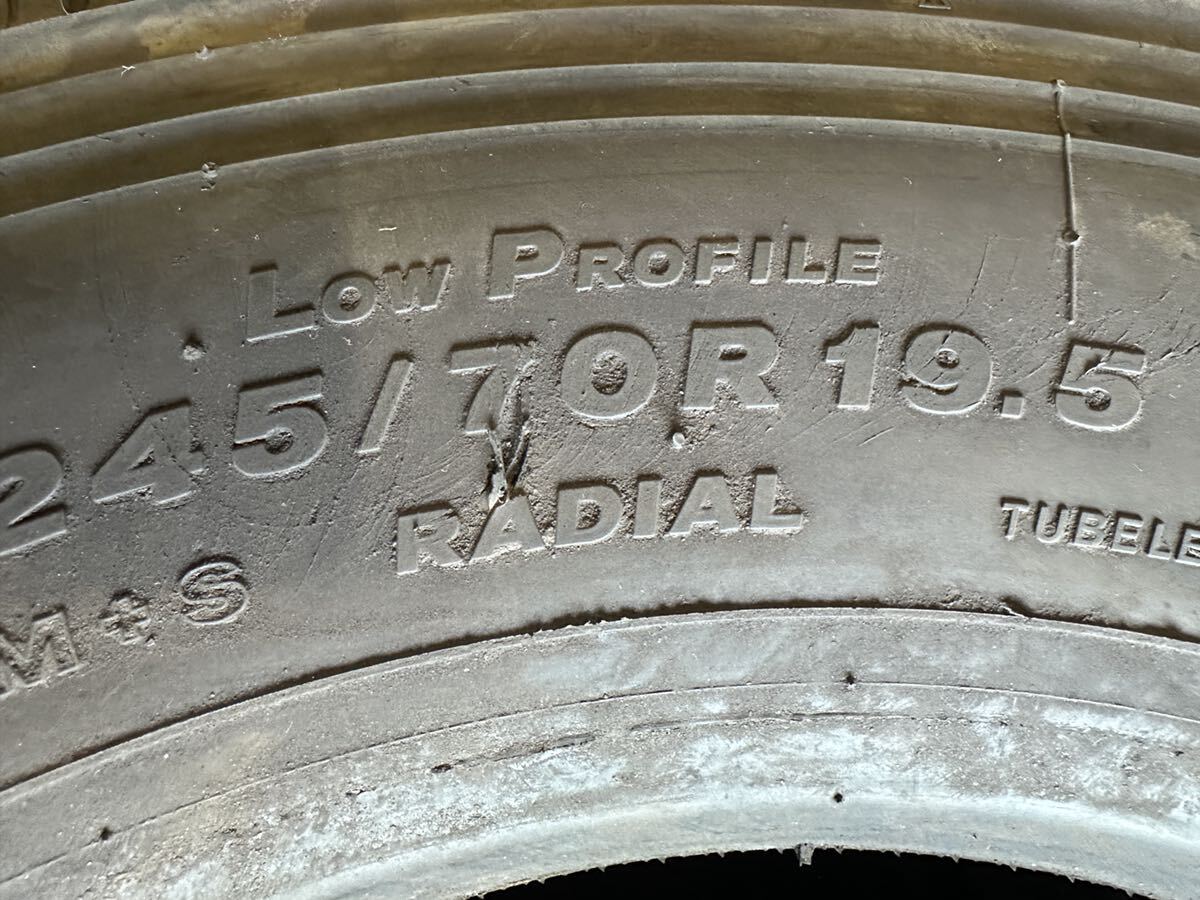 LOW PROFILE
245/70R19.5
RADIAL
M+S